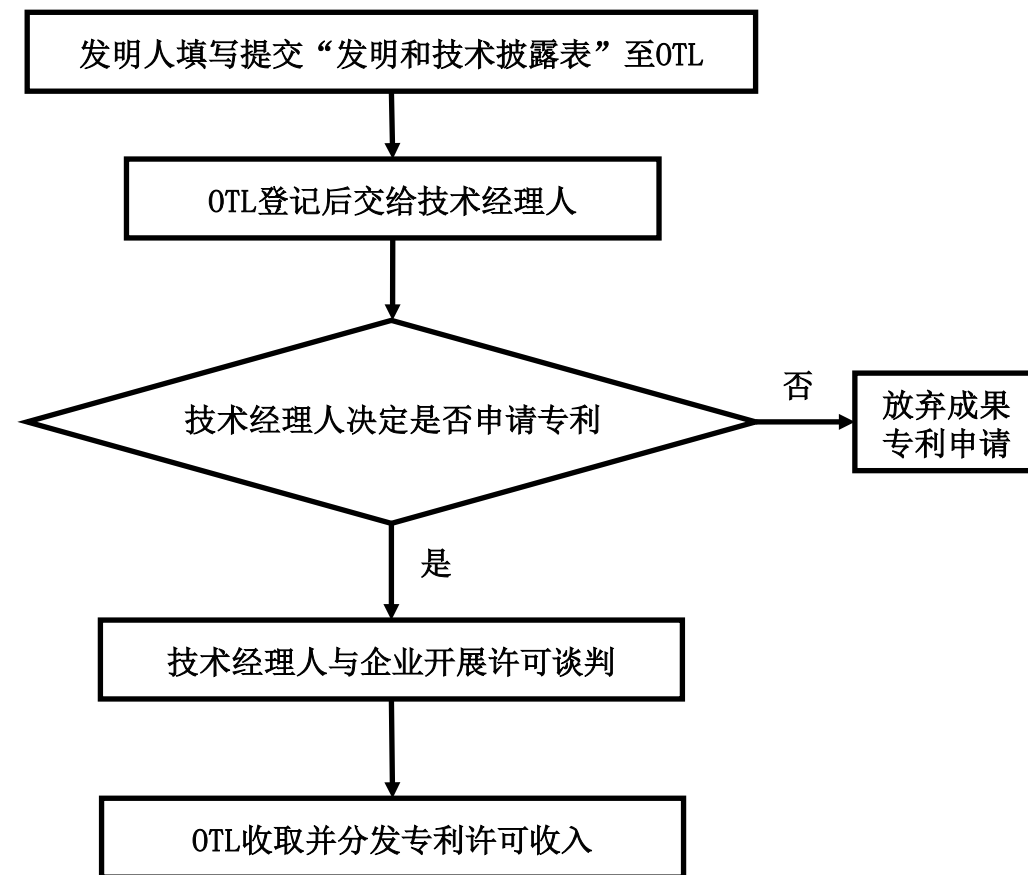 发明人填写提交“发明和技术披露表”至OTL
OTL登记后交给技术经理人
技术经理人决定是否申请专利
否
放弃成果
专利申请
是
技术经理人与企业开展许可谈判
OTL收取并分发专利许可收入